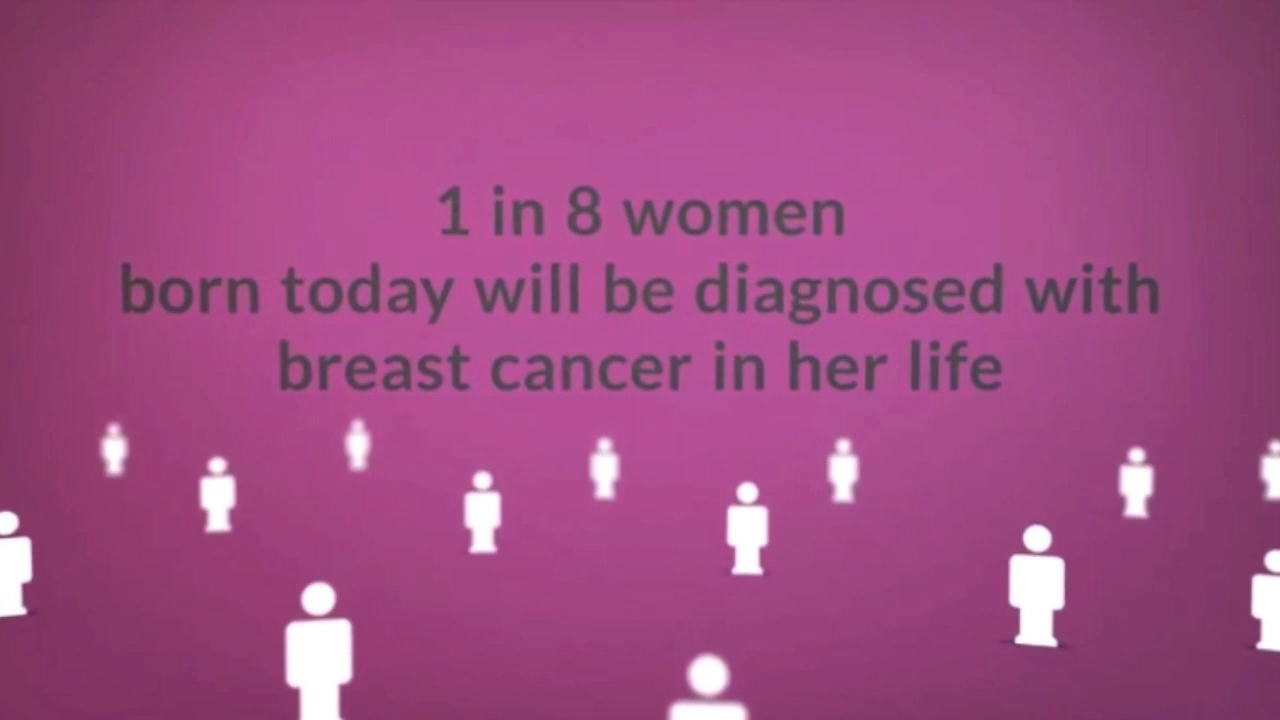 1 in 8 women
born today will be diagnosed with
breast cancer in her life